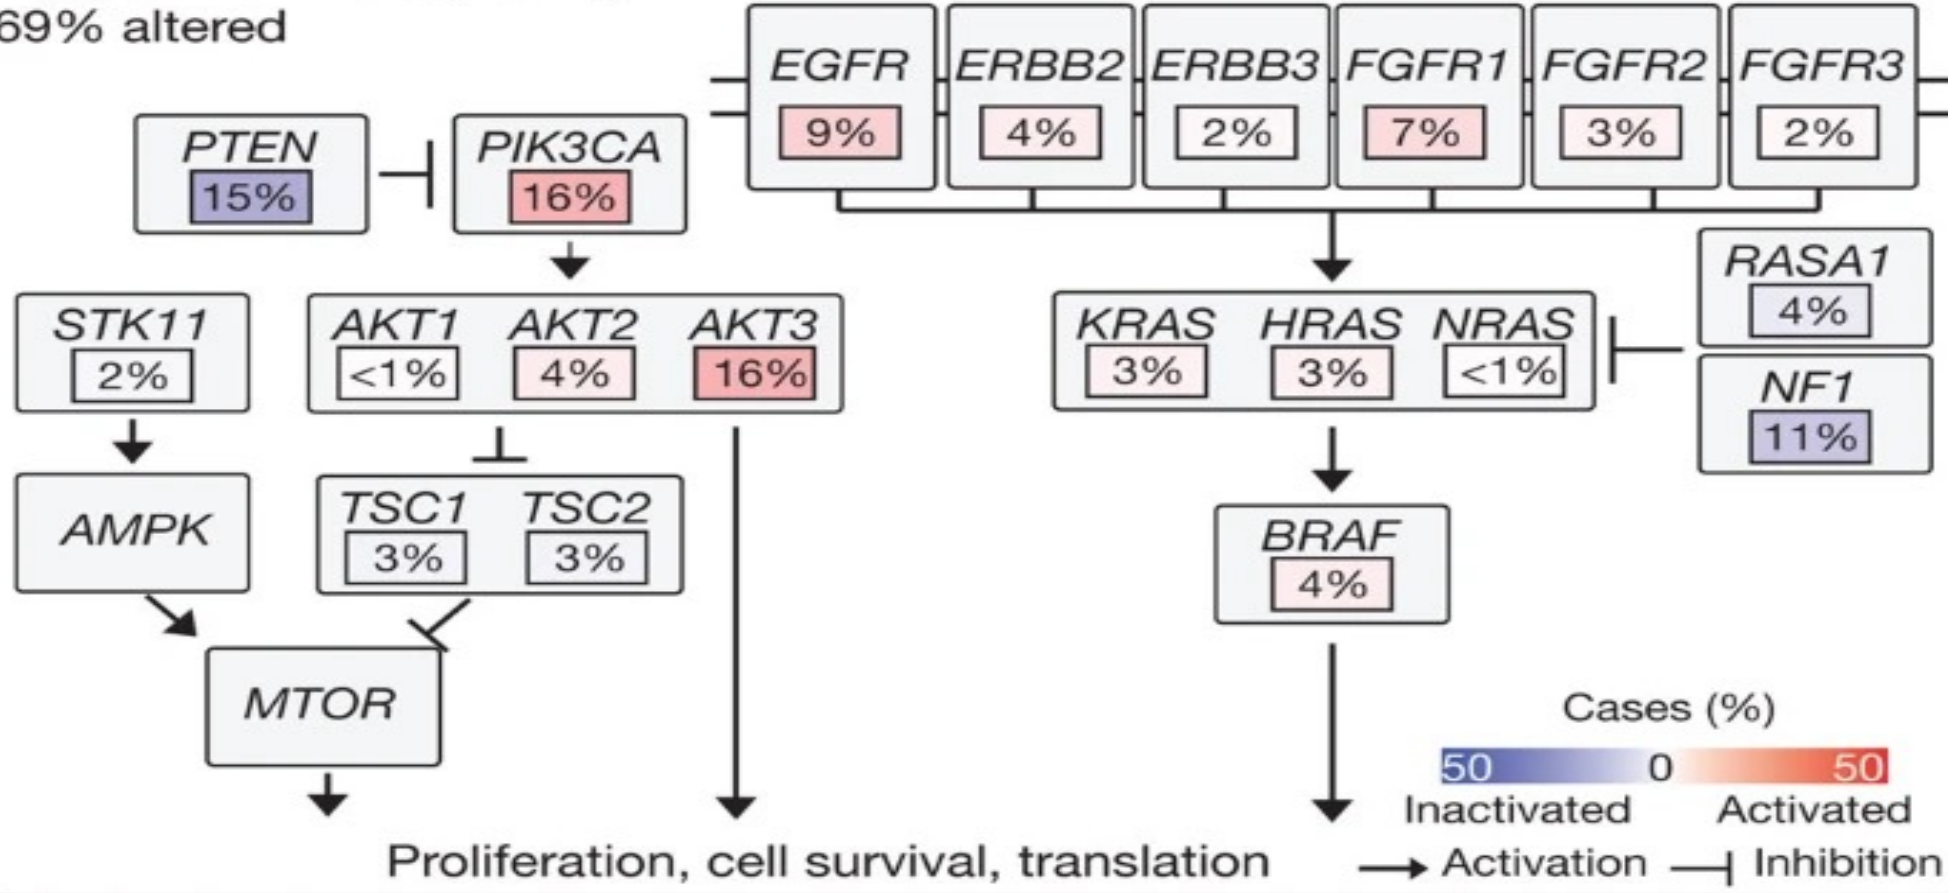 69% altered
EGFR ERBB2 ERBB3 FGFR1 FGFR2 FGFR3
9% 4% 2% 7% 3% 2%
PTEN PIK3CA
15% 16%
RASA1
4%
STK11 AKT1 AKT2 AKT3 KRAS HRAS NRAS
2% <1% 4% 16% 3% 3% <1%
NF1
11%
AMPK TSC1 TSC2 BRAF
3% 3% 4%
MTOR
Cases (%)
50 0 50
Inactivated Activated
Proliferation, cell survival, translation
Activation Inhibition